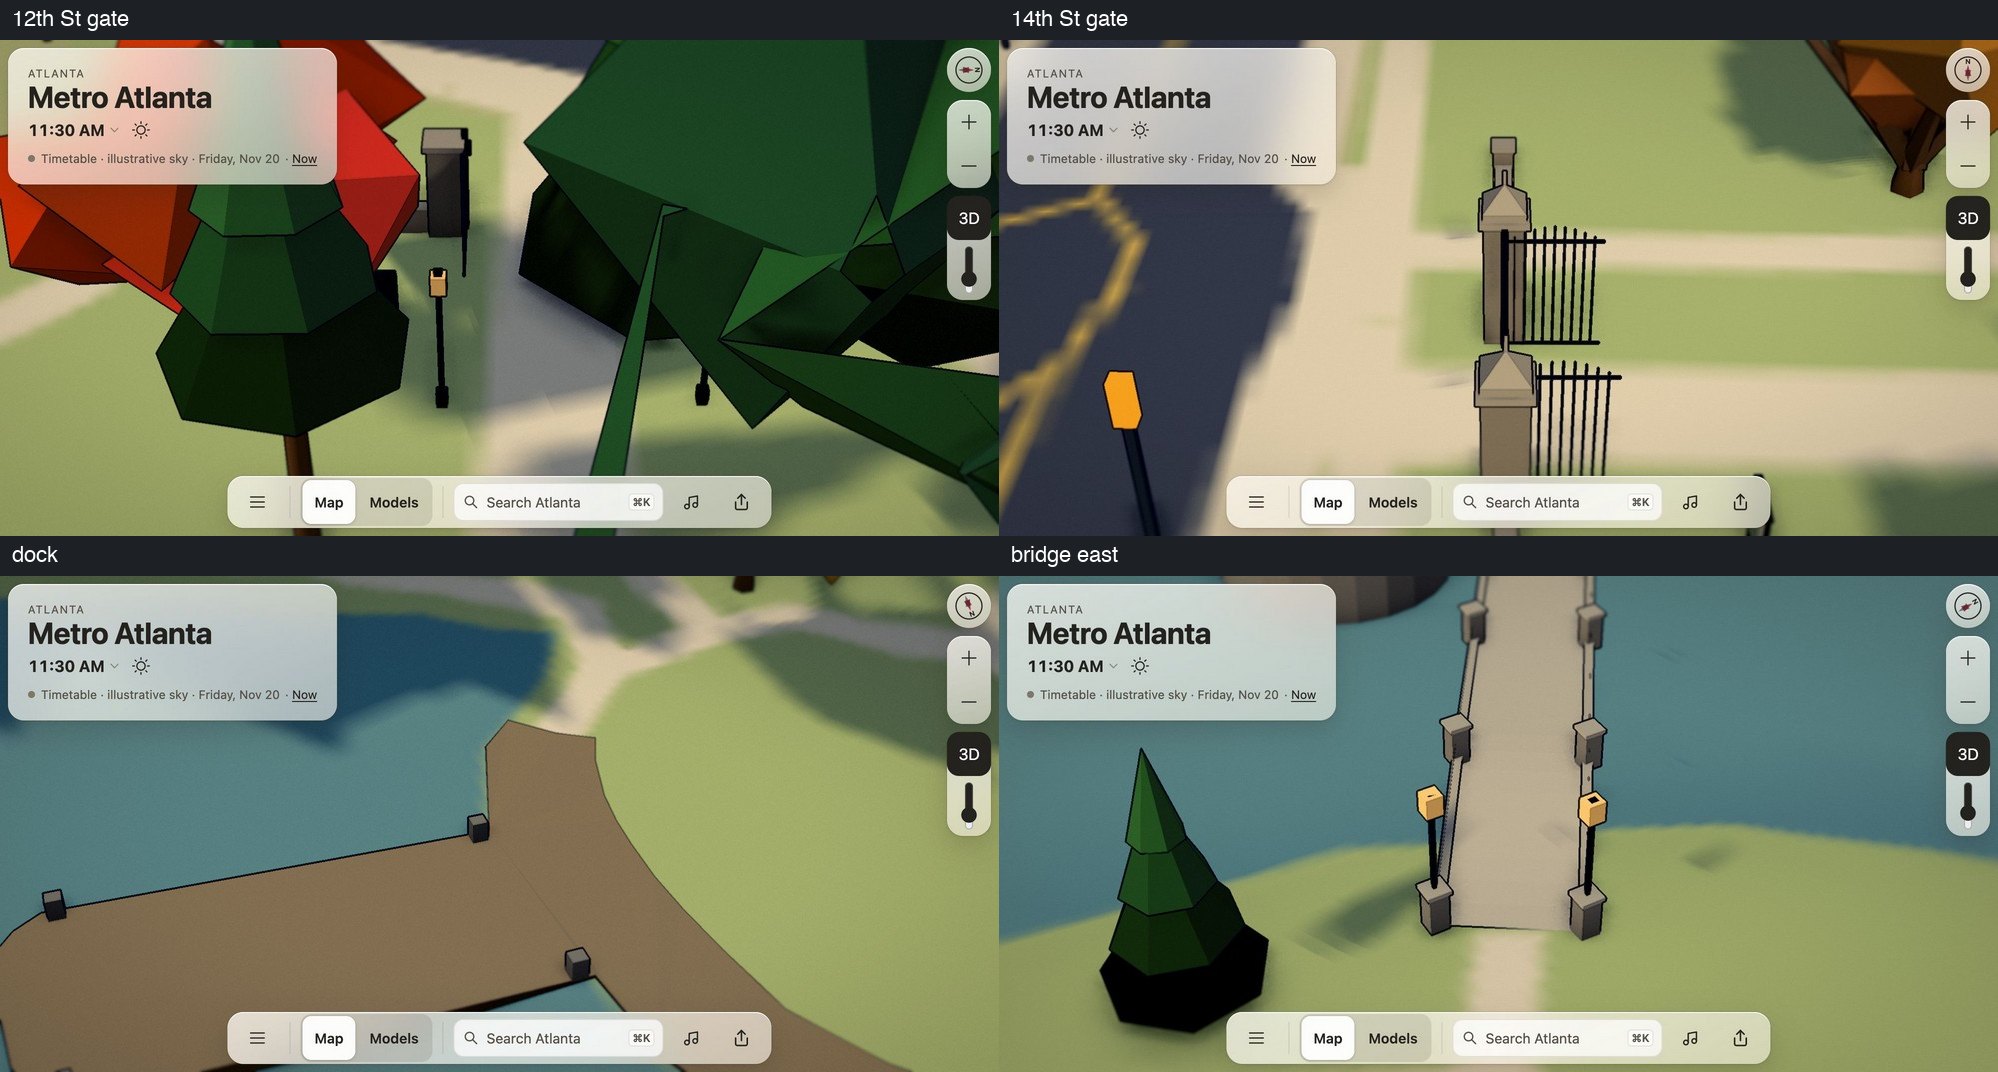 12th St gate
ATLANTA
Metro Atlanta
11:30 AM
Timetable · illustrative sky · Friday, Nov 20 · Now
N
3D
Map Models Search Atlanta ⌘K
14th St gate
ATLANTA
Metro Atlanta
11:30 AM
Timetable · illustrative sky · Friday, Nov 20 · Now
N
3D
Map Models Search Atlanta ⌘K
dock
ATLANTA
Metro Atlanta
11:30 AM
Timetable · illustrative sky · Friday, Nov 20 · Now
N
3D
Map Models Search Atlanta ⌘K
bridge east
ATLANTA
Metro Atlanta
11:30 AM
Timetable · illustrative sky · Friday, Nov 20 · Now
N
3D
Map Models Search Atlanta ⌘K